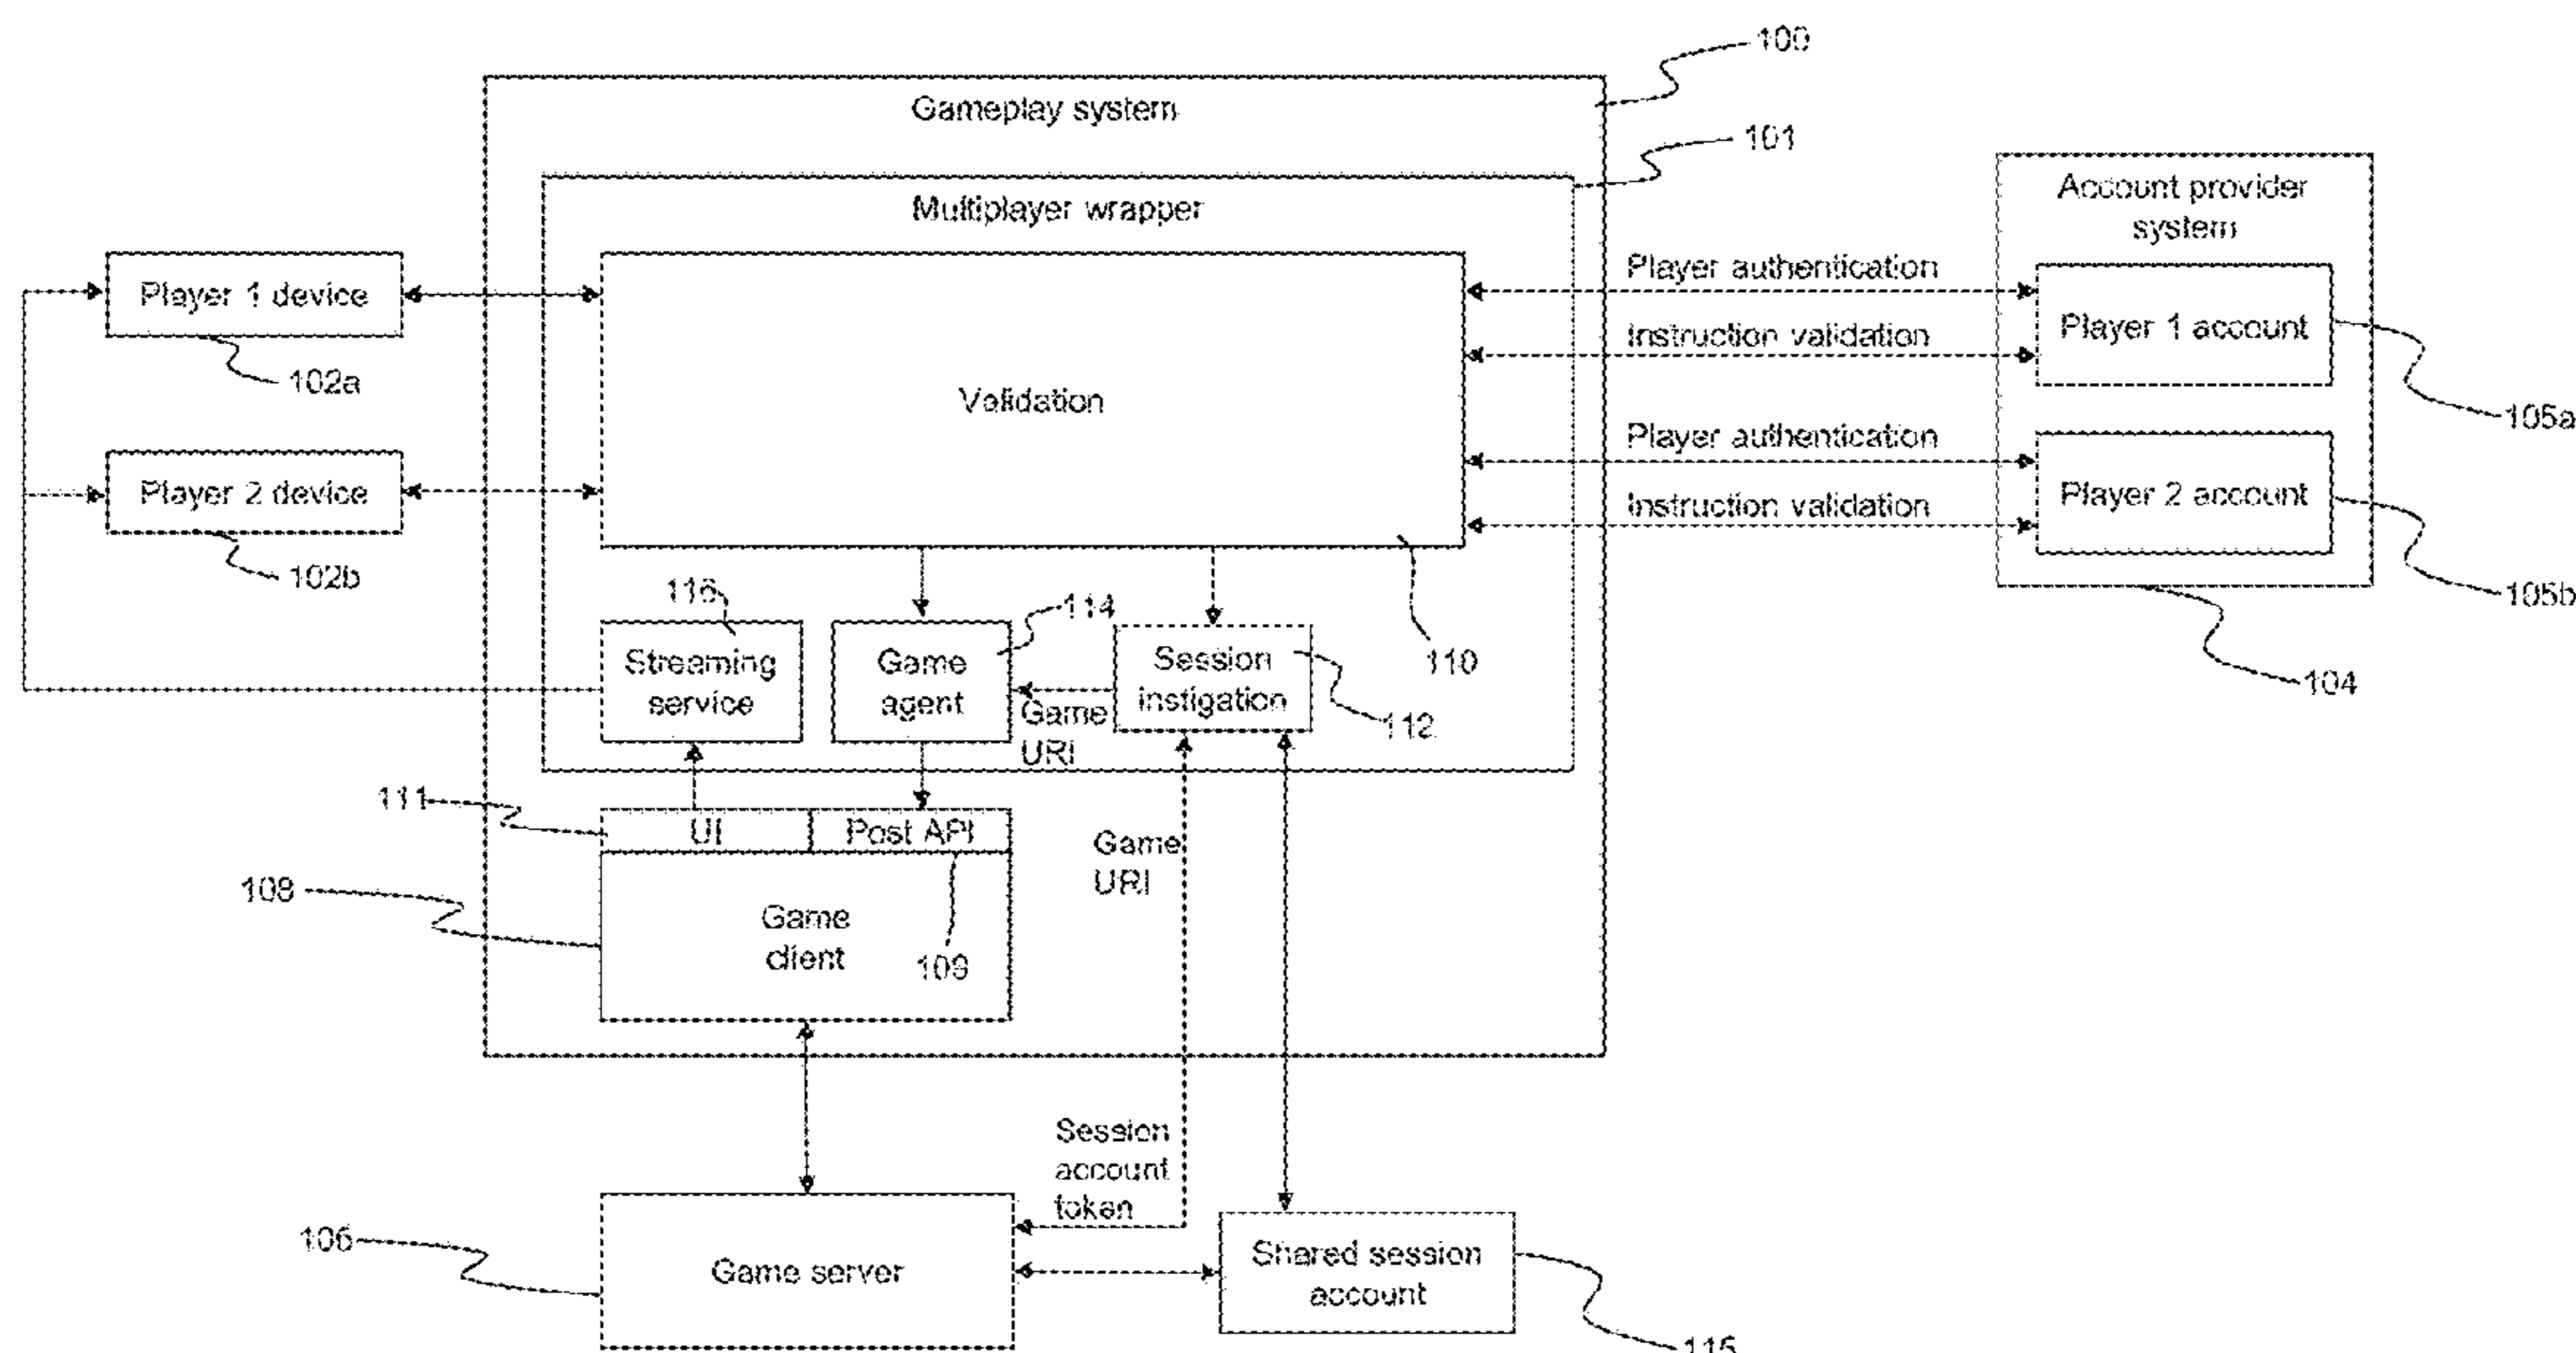 100
Gameplay system
101
Multiplayer wrapper
Account provider
system
Player authentication
Player 1 device
Player 1 account
Instruction validation
102a
Validation
105a
Player authentication
Player 2 device
Player 2 account
Instruction validation
102b
116
114
105b
Streaming
service
Game
agent
Session
instigation
110
104
Game
URI
112
111
UI
Post API
Game
URI
108
Game
client
109
Session
account
token
106
Game server
Shared session
account
115